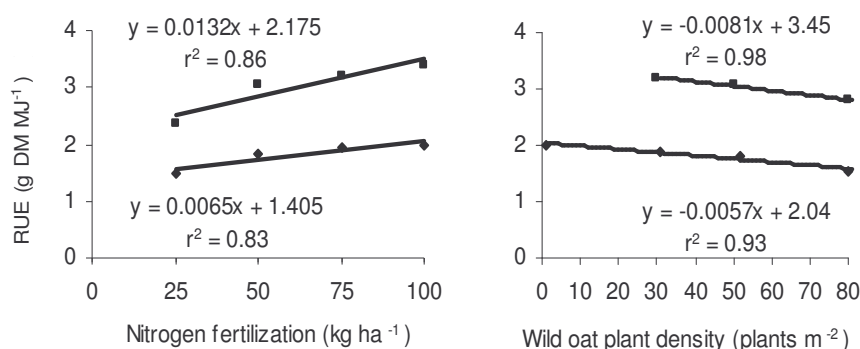 y = 0.0132x + 2.175
r² = 0.86
y = 0.0065x + 1.405
r² = 0.83
RUE (g DM MJ⁻¹)
4
3
2
1
0
0 25 50 75 100
Nitrogen fertilization (kg ha ⁻¹)
y = -0.0081x + 3.45
r² = 0.98
y = -0.0057x + 2.04
r² = 0.93
4
3
2
1
0
0 10 20 30 40 50 60 70 80
Wild oat plant density (plants m ⁻²)